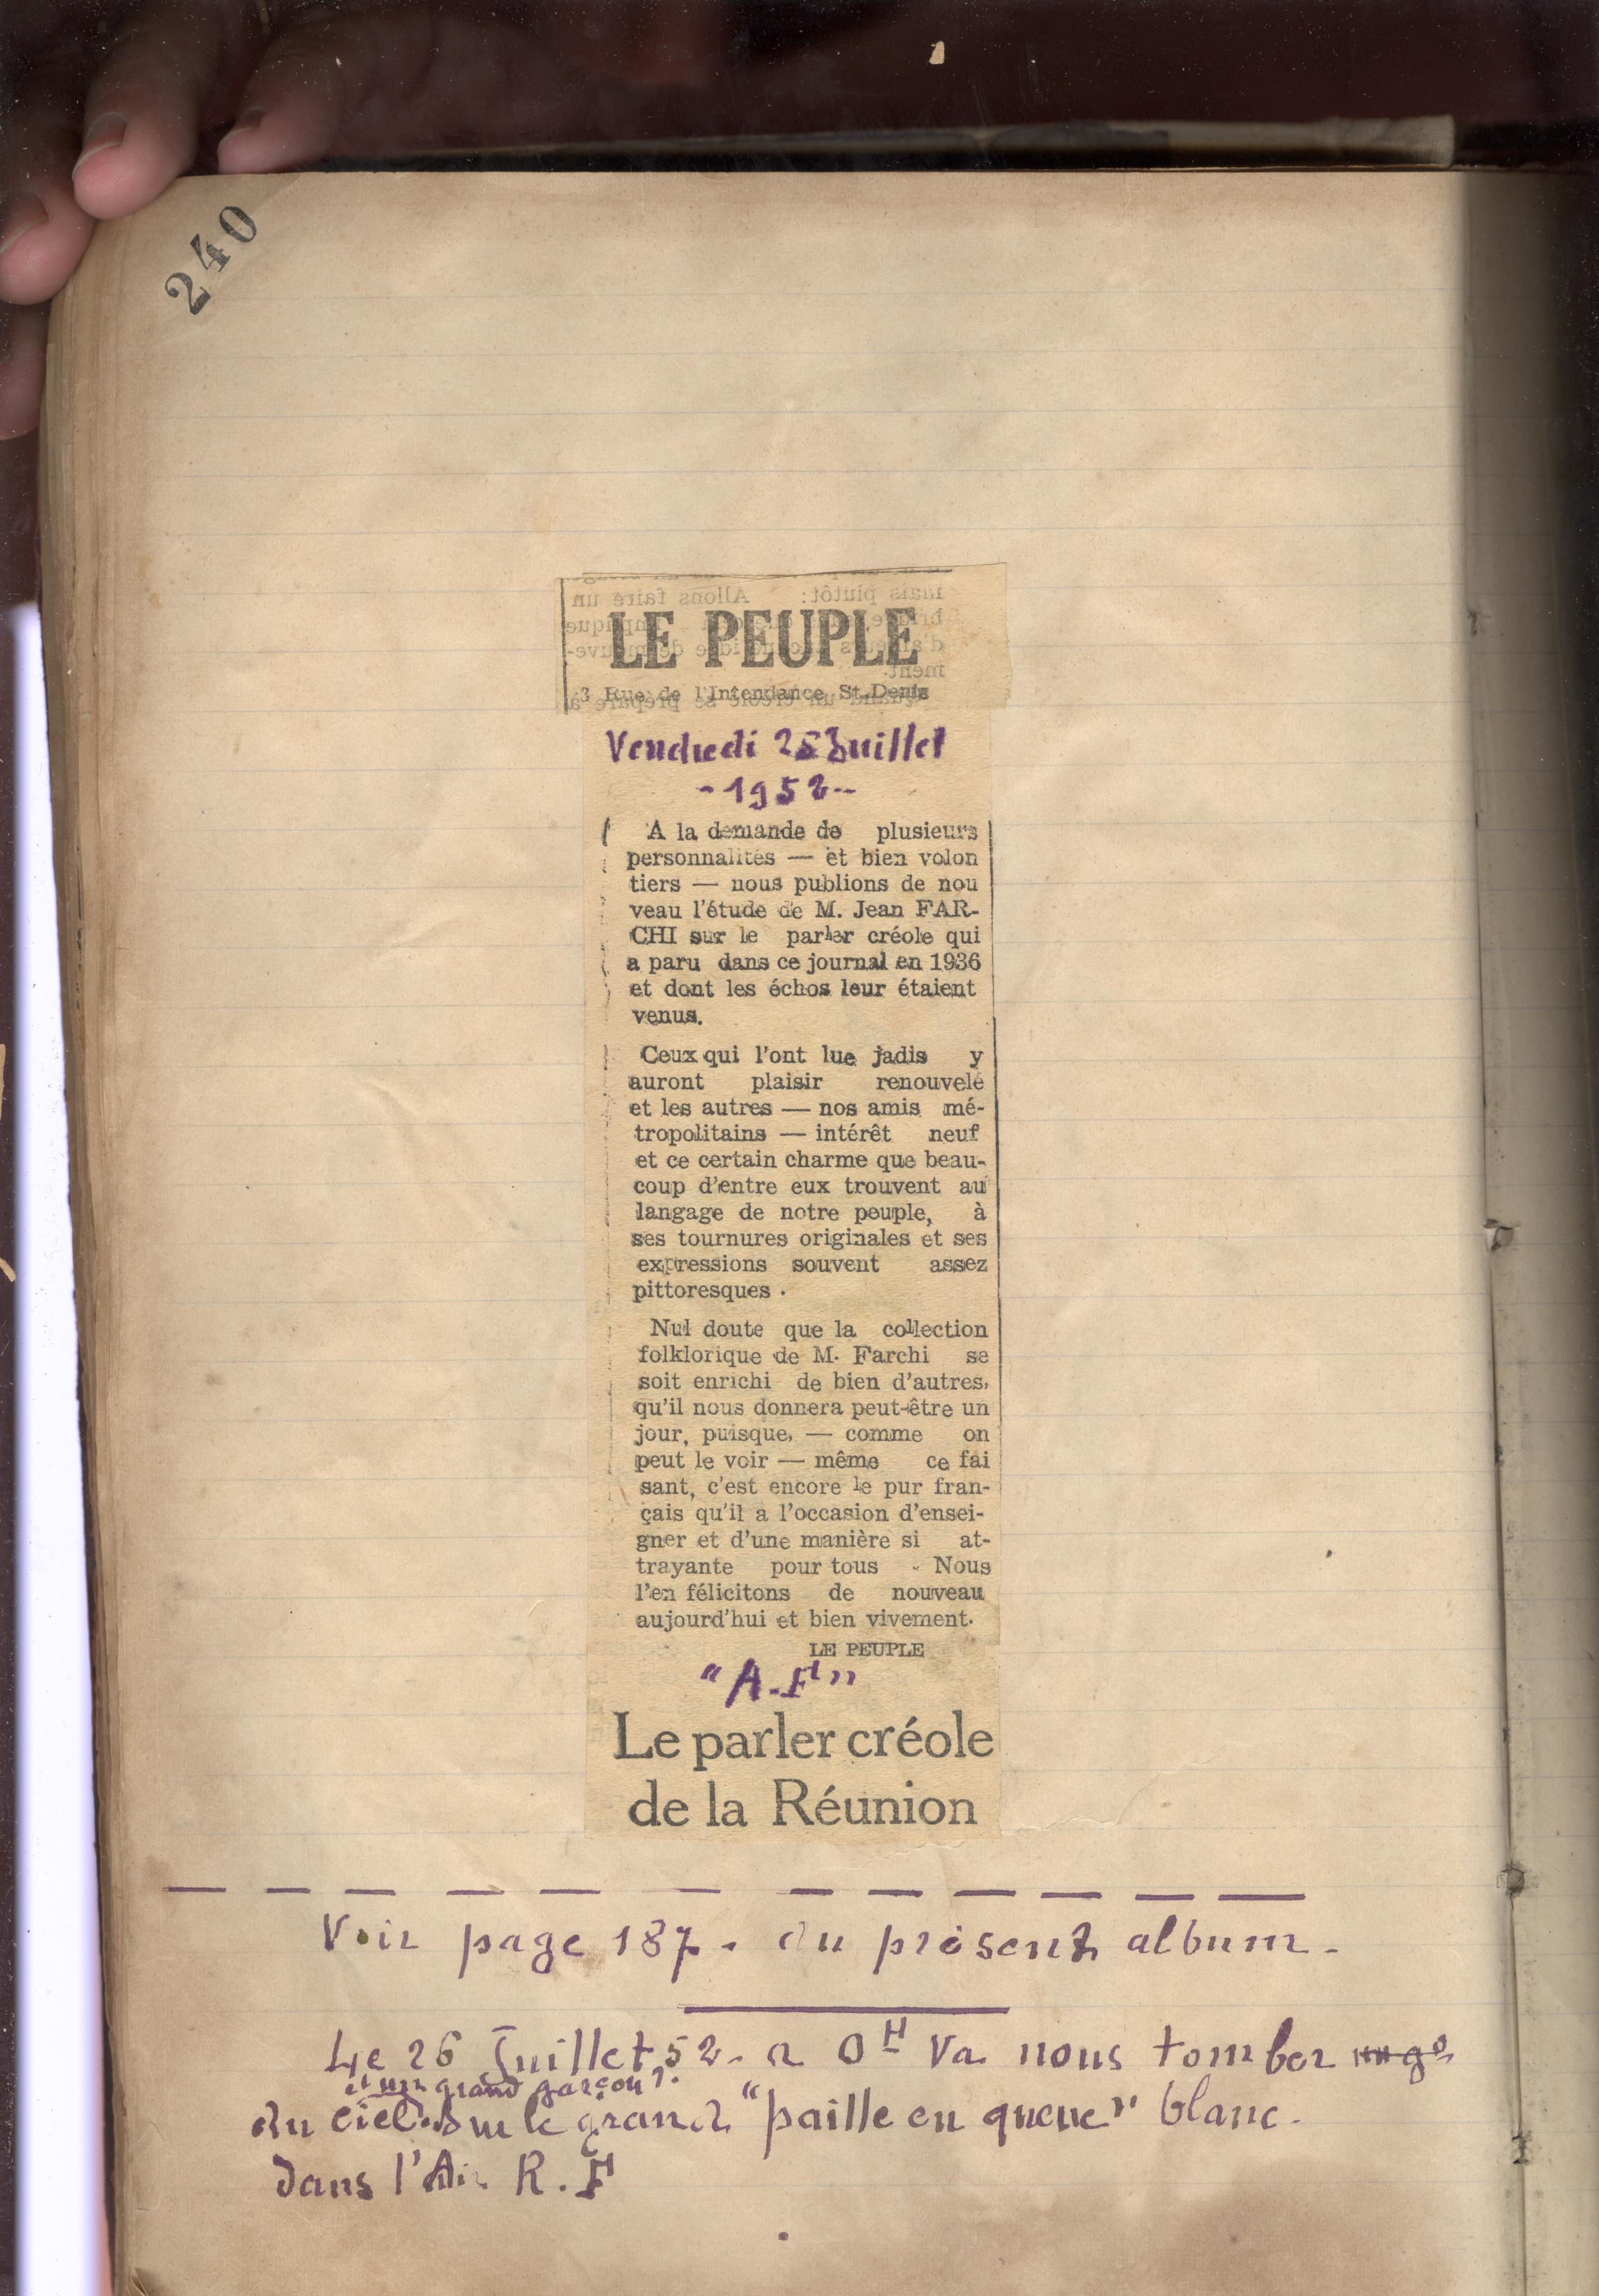 240
LE PEUPLE
3 Rue de l'Intendance St.Denis
Vendredi 25 Juillet
-1952-
A la demande de plusieurs
personnalités — et bien volon
tiers — nous publions de nou
veau l'étude de M. Jean FAR-
CHI sur le parler créole qui
a paru dans ce journal en 1936
et dont les échos leur étaient
venus.
Ceux qui l'ont lue jadis y
auront plaisir renouvelé
et les autres — nos amis mé-
tropolitains — intérêt neuf
et ce certain charme que beau-
coup d'entre eux trouvent au
langage de notre peuple, à
ses tournures originales et ses
expressions souvent assez
pittoresques.
Nul doute que la collection
folklorique de M. Farchi se
soit enrichi de bien d'autres,
qu'il nous donnera peut-être un
jour, puisque, — comme on
peut le voir — même ce fai
sant, c'est encore le pur fran-
çais qu'il a l'occasion d'ensei-
gner et d'une manière si at-
trayante pour tous. Nous
l'en félicitons de nouveau
aujourd'hui et bien vivement.
LE PEUPLE
"A.F"
Le parler créole
de la Réunion
Voir page 187. du présent album.
Le 26 Juillet 52. a 0H Va nous tomber
et un grand garçon?.
du ciel. Sur le grand "paille en queue" blanc.
dans l'Air R.F